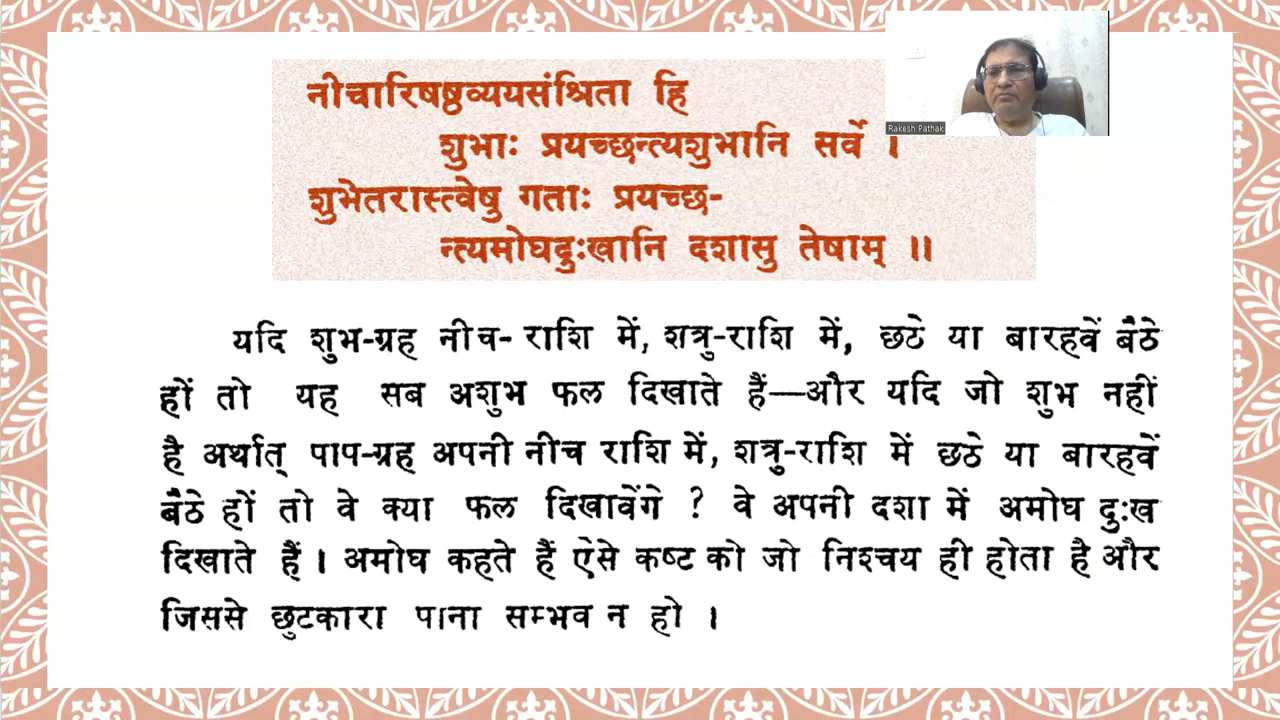 नीचारिषष्ठव्ययसंश्रिता हि
शुभाः प्रयच्छन्त्यशुभानि सर्वे ।
शुभेतरास्त्वेषु गताः प्रयच्छ-
न्त्यमोघदुःखानि दशासु तेषाम् ॥
Rakesh Pathak
यदि शुभ-ग्रह नीच- राशि में, शत्रु-राशि में, छठे या बारहवें बैठे
हों तो यह सब अशुभ फल दिखाते हैं—और यदि जो शुभ नहीं
है अर्थात् पाप-ग्रह अपनी नीच राशि में, शत्रु-राशि में छठे या बारहवें
बैठे हों तो वे क्या फल दिखावेंगे ? वे अपनी दशा में अमोघ दुःख
दिखाते हैं । अमोघ कहते हैं ऐसे कष्ट को जो निश्चय ही होता है और
जिससे छुटकारा पाना सम्भव न हो ।